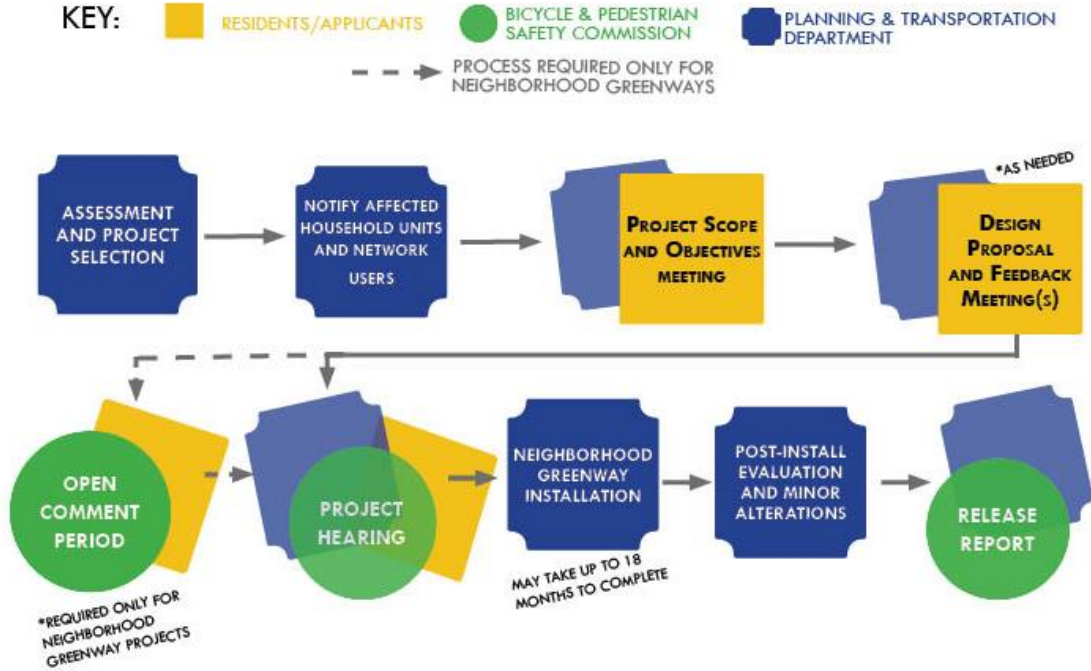 KEY:
RESIDENTS/APPLICANTS
BICYCLE & PEDESTRIAN
SAFETY COMMISSION
PLANNING & TRANSPORTATION
DEPARTMENT
PROCESS REQUIRED ONLY FOR
NEIGHBORHOOD GREENWAYS
ASSESSMENT
AND PROJECT
SELECTION
NOTIFY AFFECTED
HOUSEHOLD UNITS
AND NETWORK
USERS
PROJECT SCOPE
AND OBJECTIVES
MEETING
*AS NEEDED
DESIGN
PROPOSAL
AND FEEDBACK
MEETING(S)
OPEN
COMMENT
PERIOD
*REQUIRED ONLY FOR
NEIGHBORHOOD
GREENWAY PROJECTS
PROJECT
HEARING
NEIGHBORHOOD
GREENWAY
INSTALLATION
MAY TAKE UP TO 18
MONTHS TO COMPLETE
POST-INSTALL
EVALUATION
AND MINOR
ALTERATIONS
RELEASE
REPORT